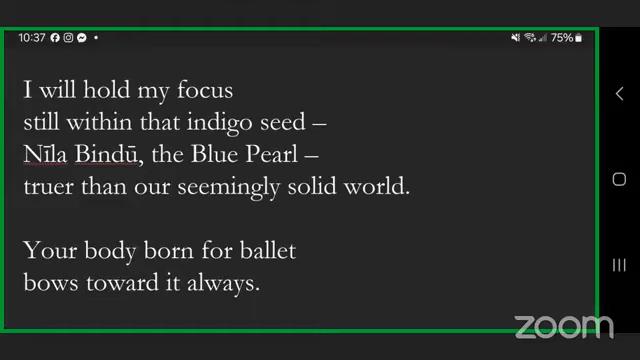 10:37 75%
I will hold my focus
still within that indigo seed –
Nīla Bindū, the Blue Pearl –
truer than our seemingly solid world.
Your body born for ballet
bows toward it always.
zoom